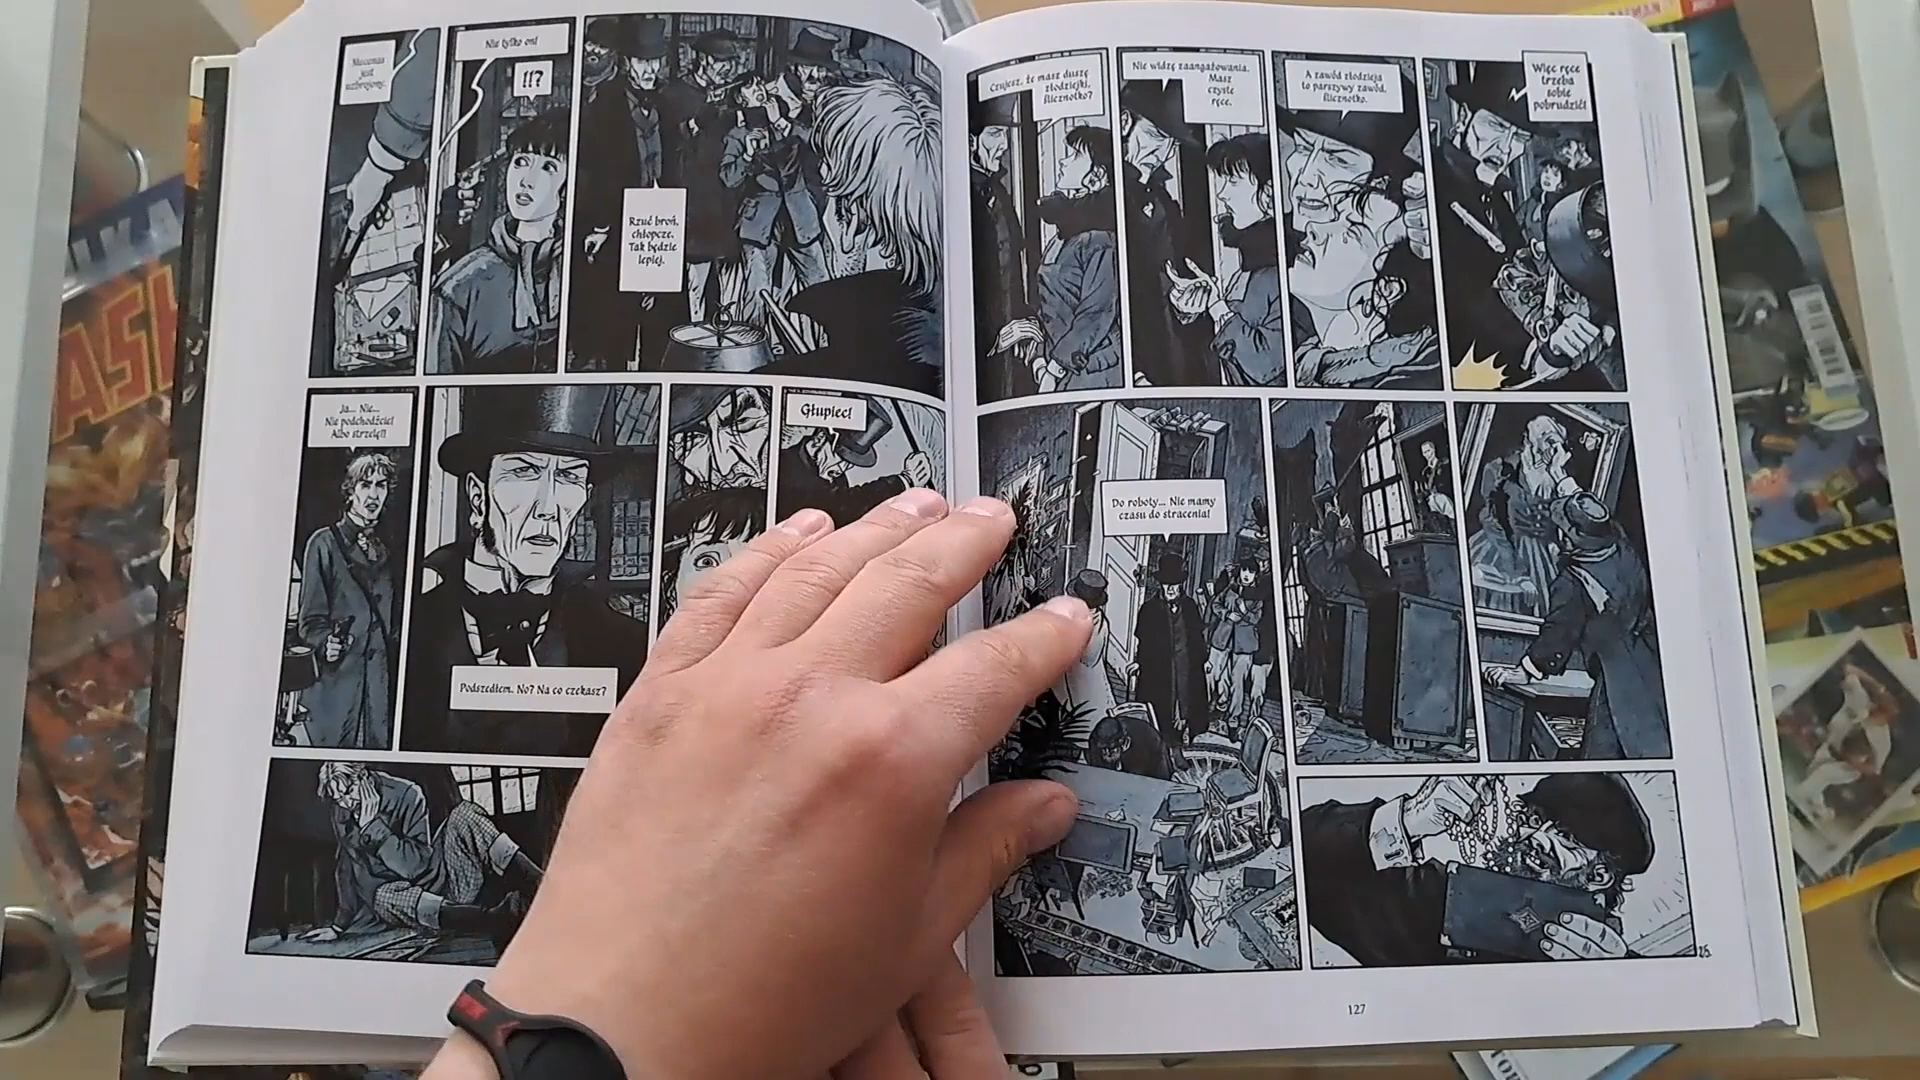 jest
uzbrojony.
Nie tylko on!
!!?
Rzuć broń,
chłopcze.
Tak będzie
lepiej.
Ja... Nie...
Nie podchodźcie!
Albo strzelę!!
Podszedłem. No? Na co czekasz?
Głupiec!
Czujesz, że masz duszę
złodziejki,
ślicznotko?
Nie widzę zaangażowania.
Masz
czyste
ręce.
A zawód złodzieja
to parszywy zawód,
ślicznotko.
Więc ręce
trzeba
sobie
pobrudzić!
Do roboty... Nie mamy
czasu do stracenia!
25.
127
ASH